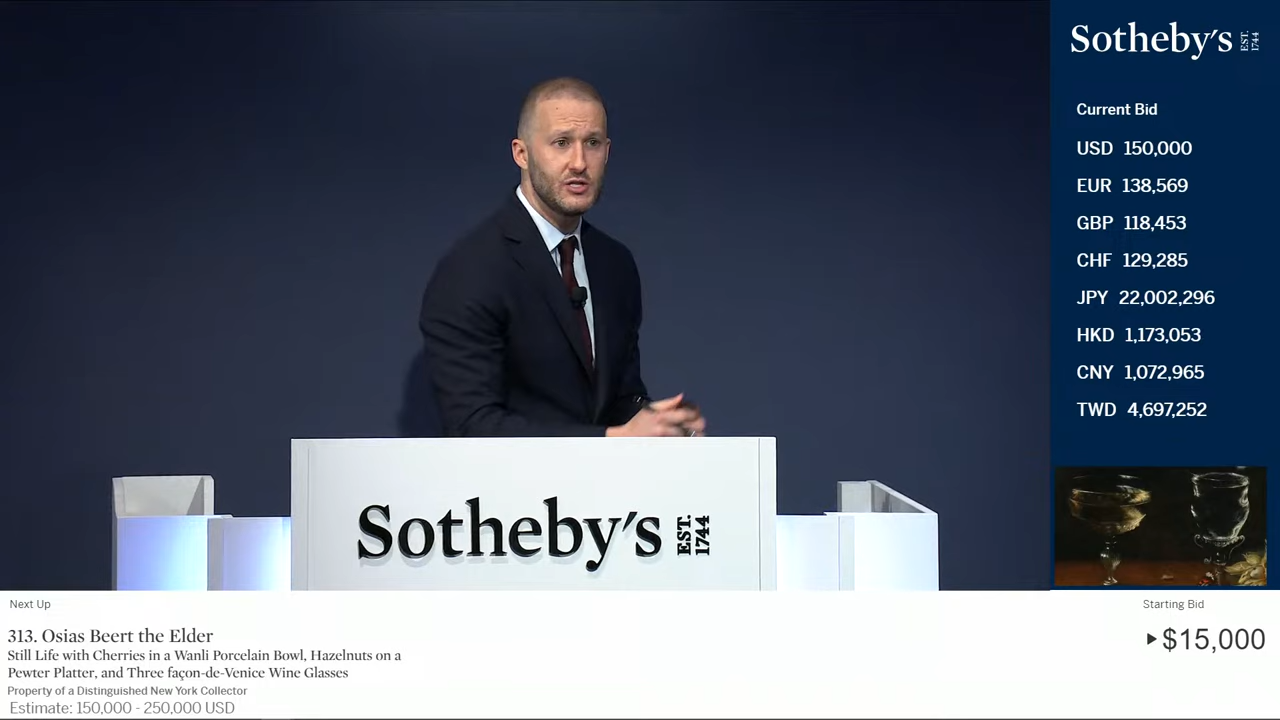 Sotheby's EST. 1744
Current Bid
USD 150,000
EUR 138,569
GBP 118,453
CHF 129,285
JPY 22,002,296
HKD 1,173,053
CNY 1,072,965
TWD 4,697,252
Sotheby's EST. 1744
Next Up
313. Osias Beert the Elder
Still Life with Cherries in a Wanli Porcelain Bowl, Hazelnuts on a
Pewter Platter, and Three façon-de-Venice Wine Glasses
Property of a Distinguished New York Collector
Estimate: 150,000 - 250,000 USD
Starting Bid
$15,000